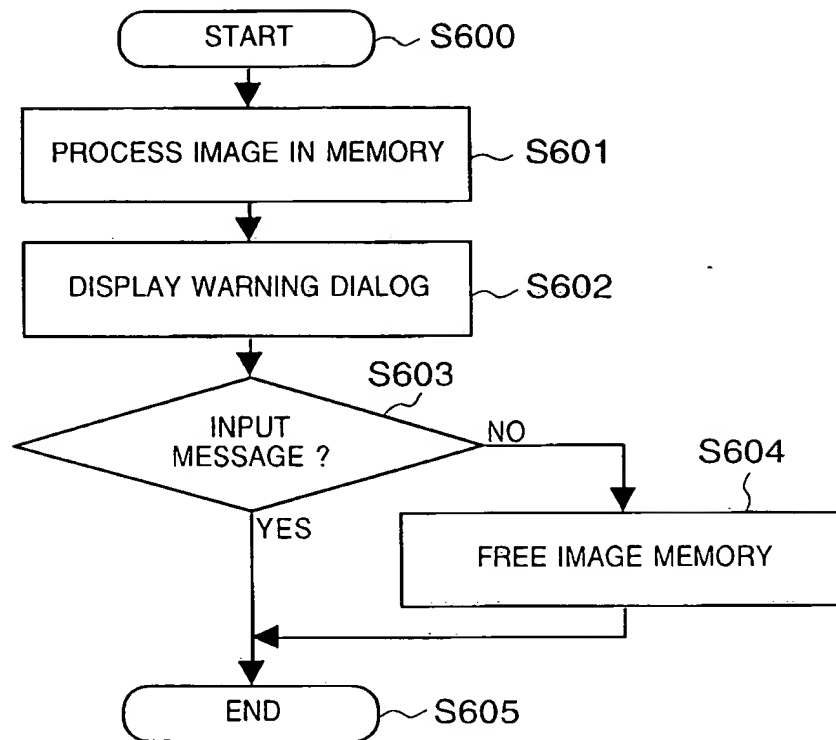 START
S600
PROCESS IMAGE IN MEMORY
S601
DISPLAY WARNING DIALOG
S602
S603
INPUT
MESSAGE ?
NO
YES
S604
FREE IMAGE MEMORY
END
S605